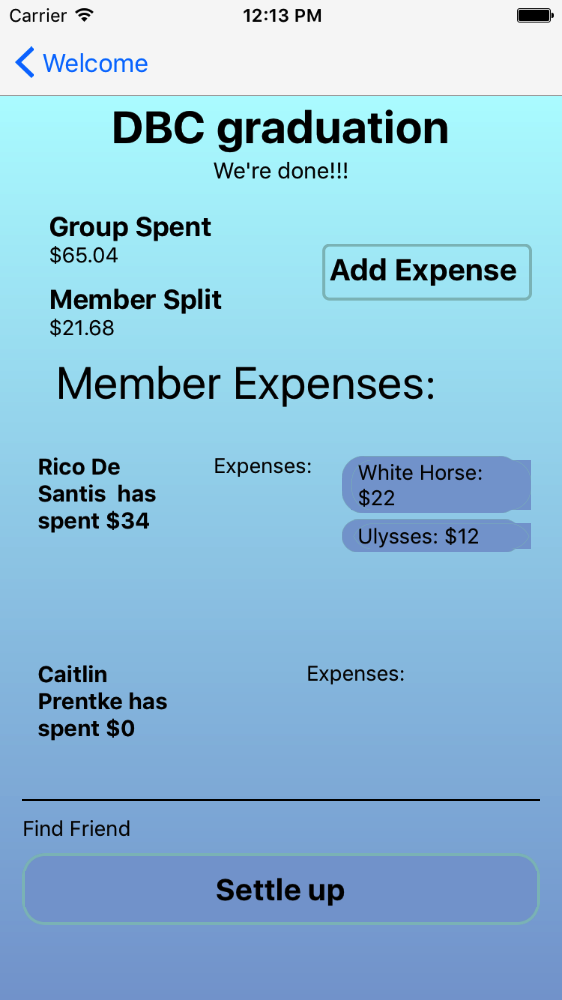 Carrier 12:13 PM
Welcome
DBC graduation
We're done!!!
Group Spent
$65.04
Add Expense
Member Split
$21.68
Member Expenses:
Rico De
Santis  has
spent $34
Expenses:
White Horse:
$22
Ulysses: $12
Caitlin
Prentke has
spent $0
Expenses:
Find Friend
Settle up